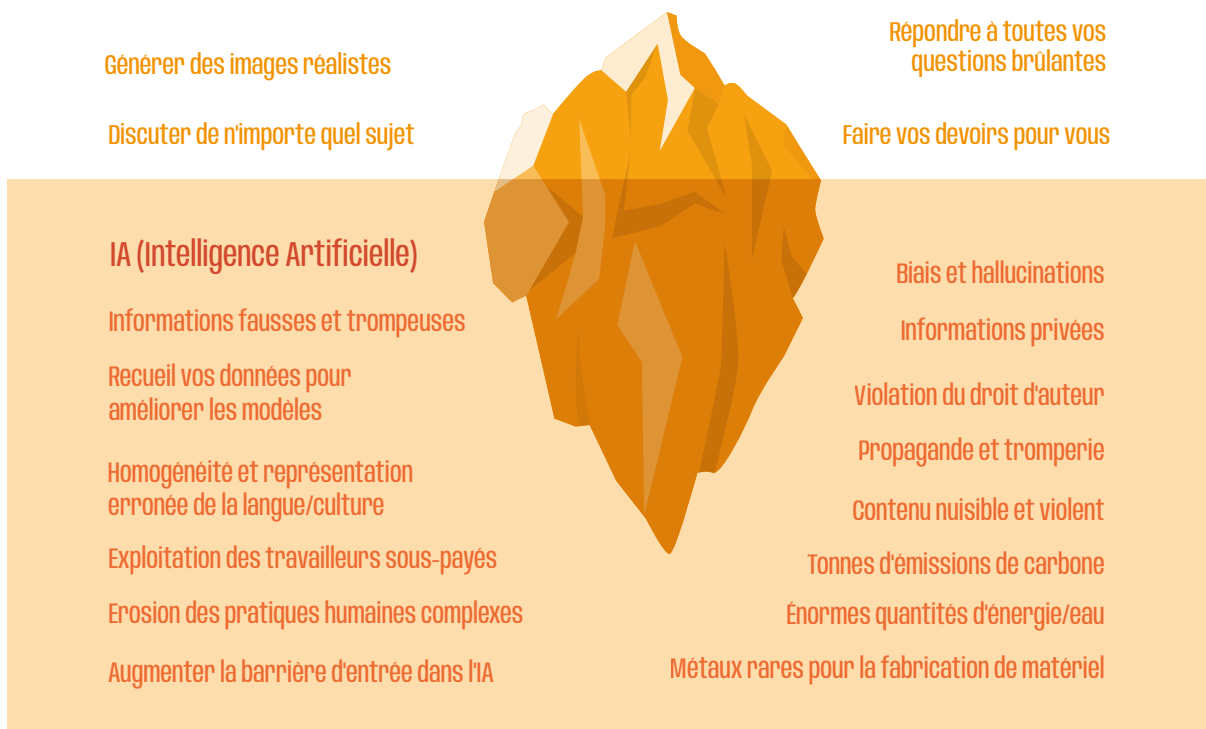 Générer des images réalistes
Discuter de n'importe quel sujet
Répondre à toutes vos
questions brûlantes
Faire vos devoirs pour vous
IA (Intelligence Artificielle)
Informations fausses et trompeuses
Recueil vos données pour
améliorer les modèles
Homogénéité et représentation
erronée de la langue/culture
Exploitation des travailleurs sous-payés
Erosion des pratiques humaines complexes
Augmenter la barrière d'entrée dans l'IA
Biais et hallucinations
Informations privées
Violation du droit d'auteur
Propagande et tromperie
Contenu nuisible et violent
Tonnes d'émissions de carbone
Énormes quantités d'énergie/eau
Métaux rares pour la fabrication de matériel